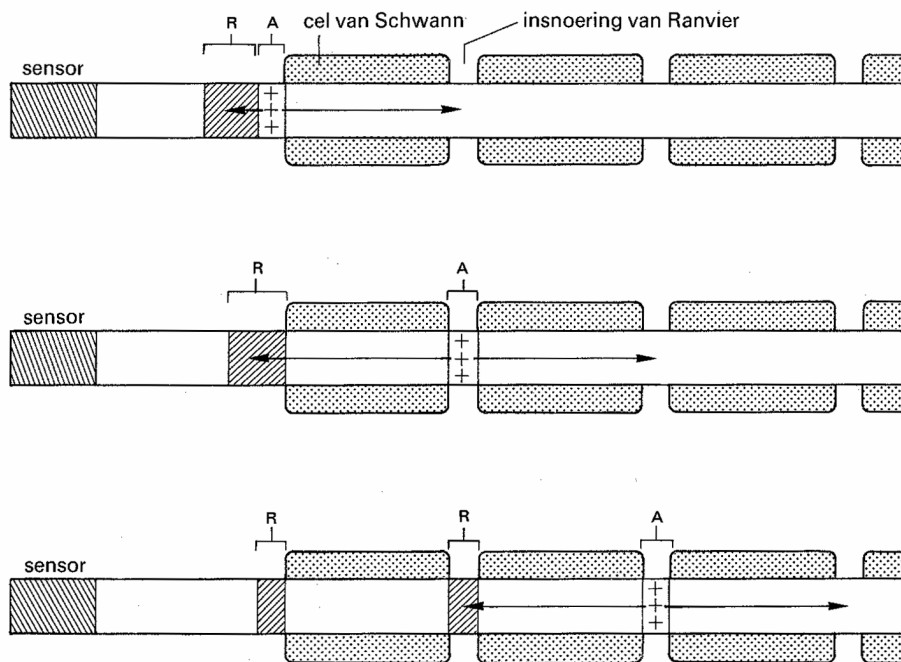 R A cel van Schwann insnoering van Ranvier
sensor
+
+
+
R A
sensor
+
+
+
R R A
sensor
+
+
+